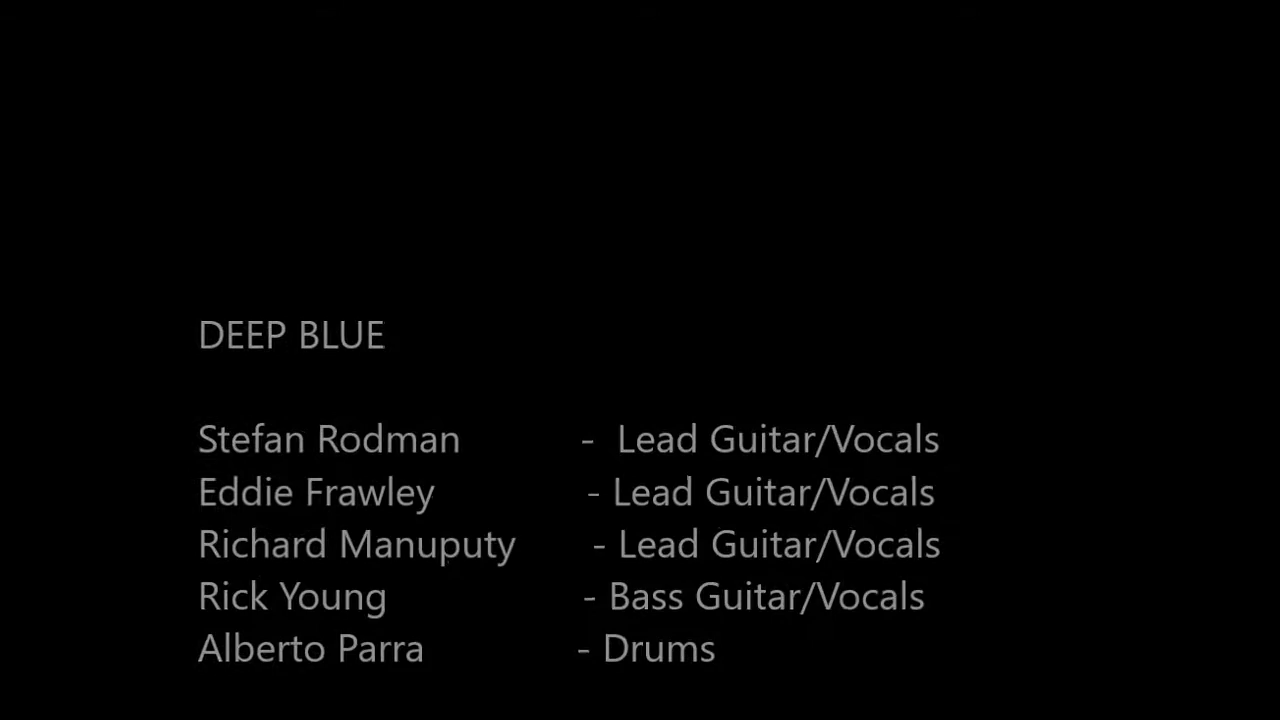 DEEP BLUE
Stefan Rodman - Lead Guitar/Vocals
Eddie Frawley - Lead Guitar/Vocals
Richard Manuputy - Lead Guitar/Vocals
Rick Young - Bass Guitar/Vocals
Alberto Parra - Drums